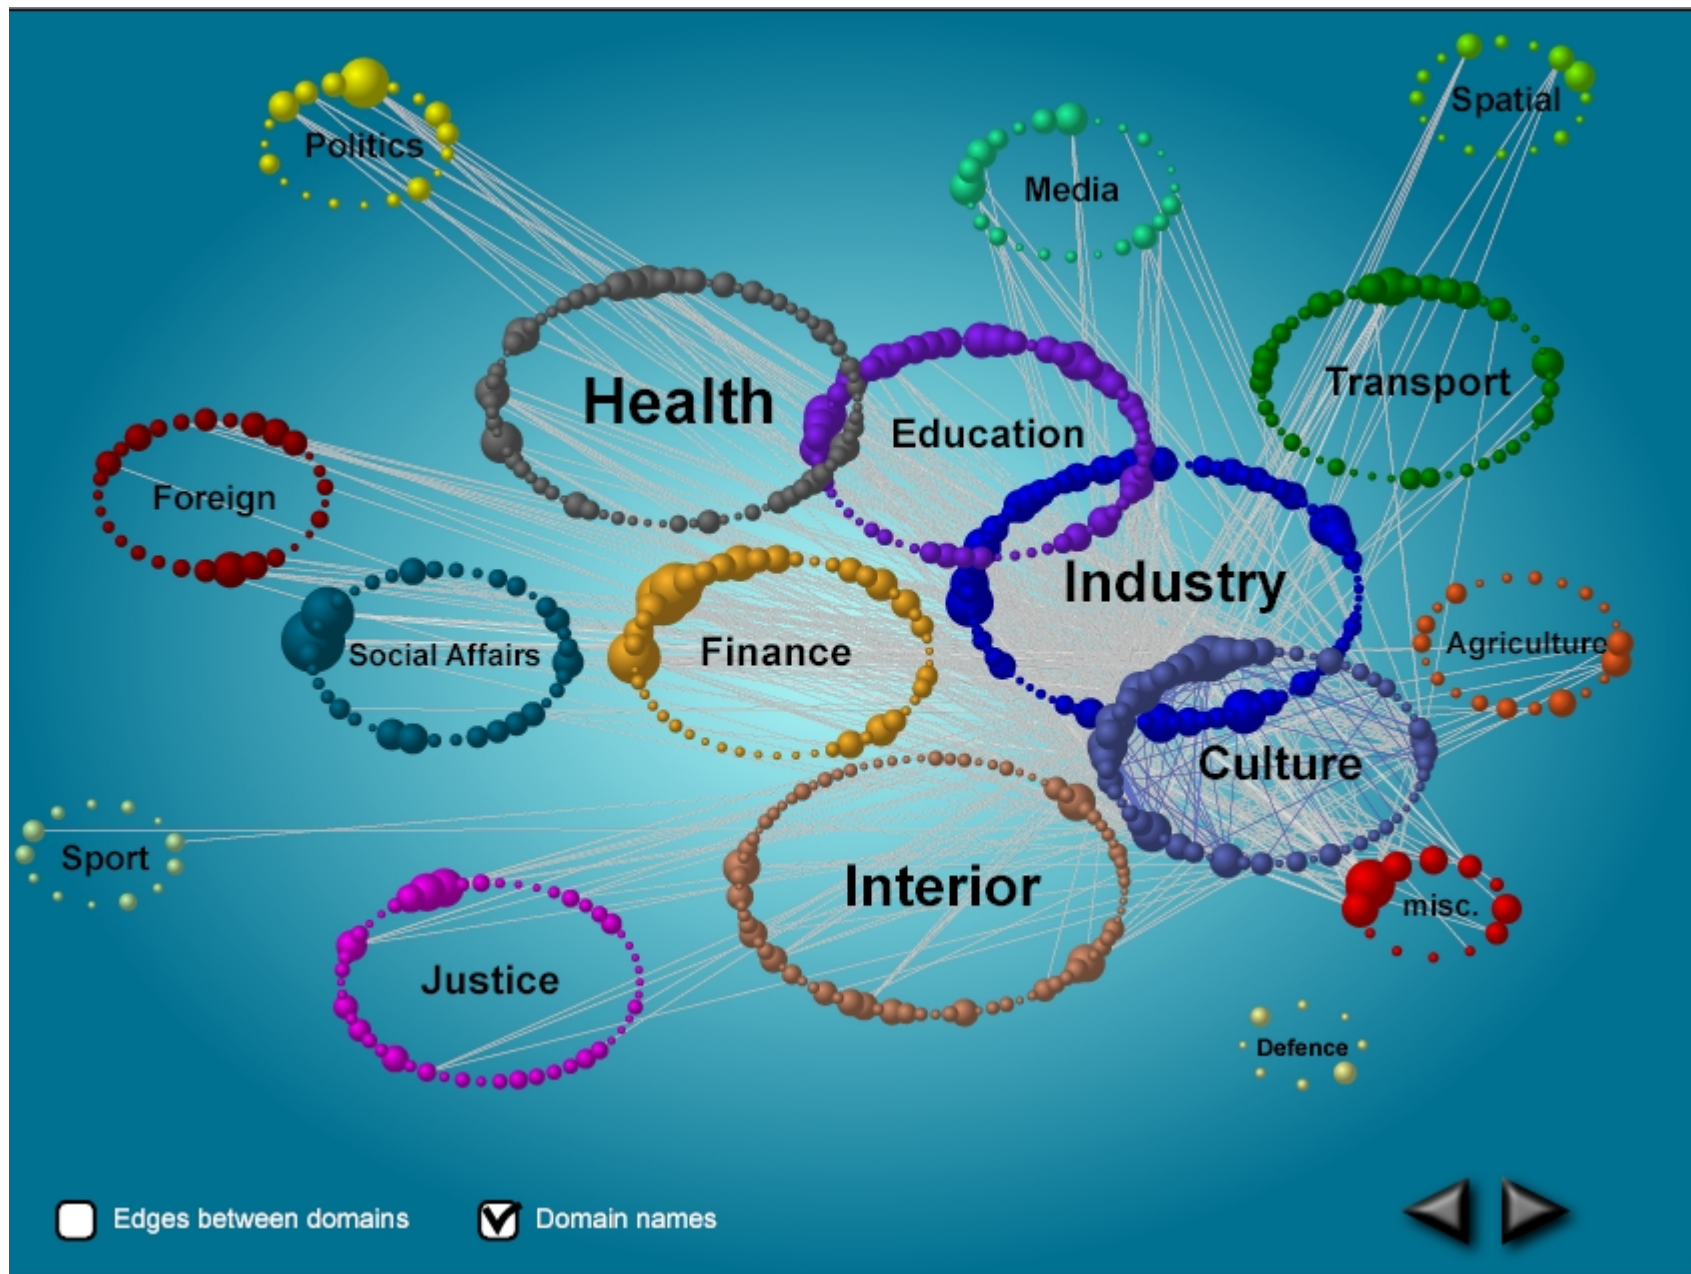 Spatial
Politics
Media
Transport
Health
Education
Foreign
Industry
Agriculture
Social Affairs
Finance
Culture
Sport
Interior
misc.
Justice
Defence
Edges between domains
Domain names